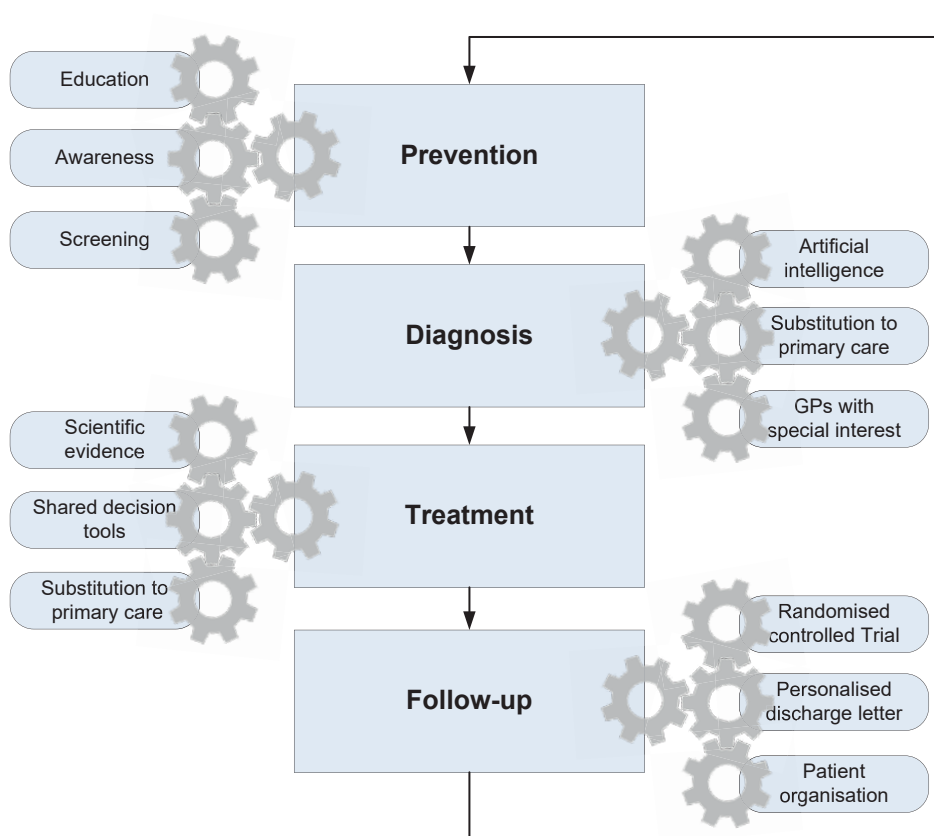 Education
Awareness
Screening
Prevention
Artificial
intelligence
Substitution to
primary care
GPs with
special interest
Diagnosis
Scientific
evidence
Shared decision
tools
Substitution to
primary care
Treatment
Randomised
controlled Trial
Personalised
discharge letter
Patient
organisation
Follow-up